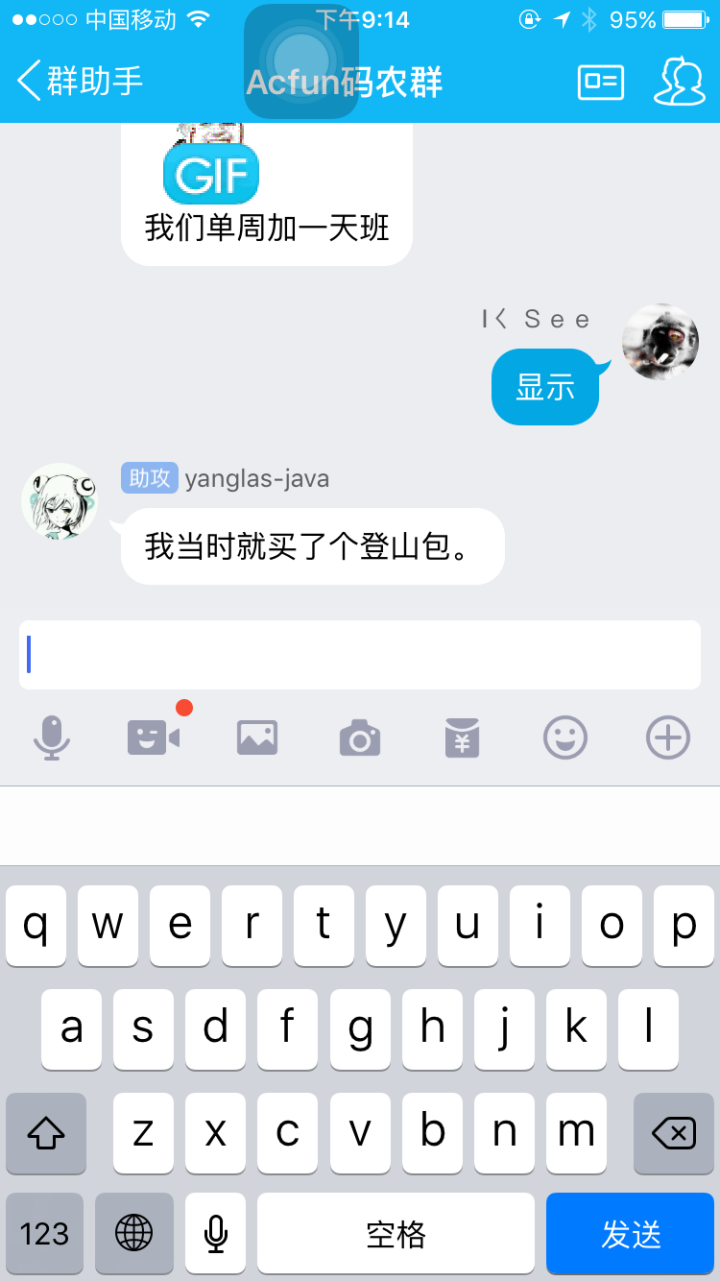 中国移动 下午9:14 95%
群助手 Acfun码农群
GIF
我们单周加一天班
I く See
显示
助攻 yanglas-java
我当时就买了个登山包。
¥
q w e r t y u i o p
a s d f g h j k l
z x c v b n m
123 空格 发送